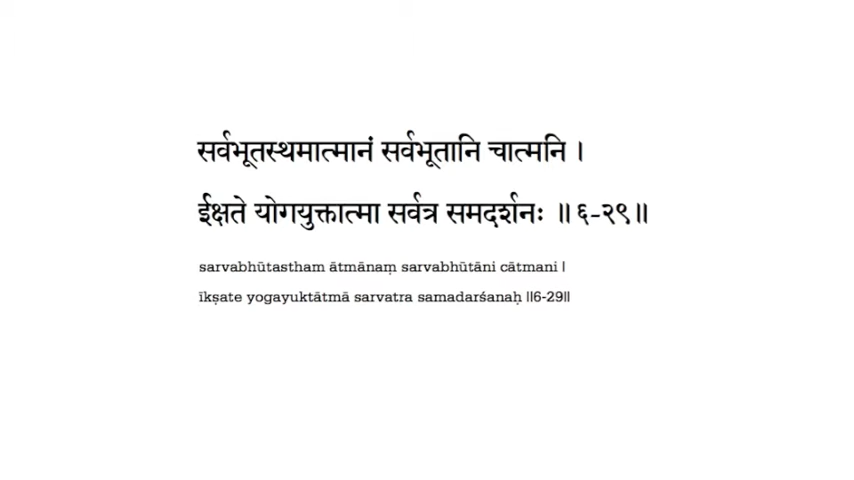 सर्वभूतस्थमात्मानं सर्वभूतानि चात्मनि ।
ईक्षते योगयुक्तात्मा सर्वत्र समदर्शनः ॥ ६-२९॥
sarvabhūtastham ātmānaṃ sarvabhūtāni cātmani |
īkṣate yogayuktātmā sarvatra samadarśanaḥ ||6-29||